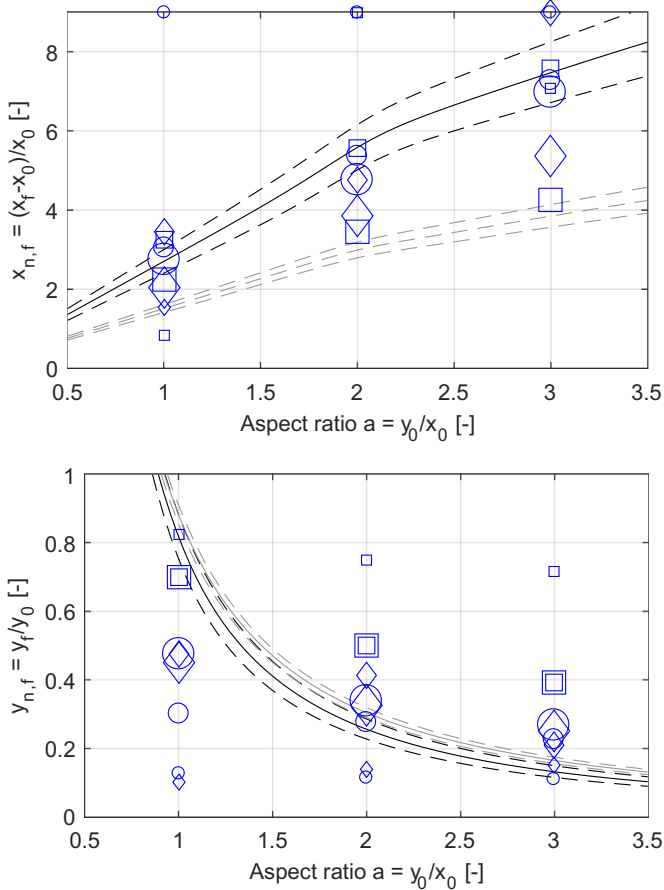 8
6
4
2
0
x_{n,f} = (x_f-x_0)/x_0 [-]
0.5 1 1.5 2 2.5 3 3.5
Aspect ratio a = y_0/x_0 [-]
1
0.8
0.6
0.4
0.2
0
y_{n,f} = y_f/y_0 [-]
0.5 1 1.5 2 2.5 3 3.5
Aspect ratio a = y_0/x_0 [-]